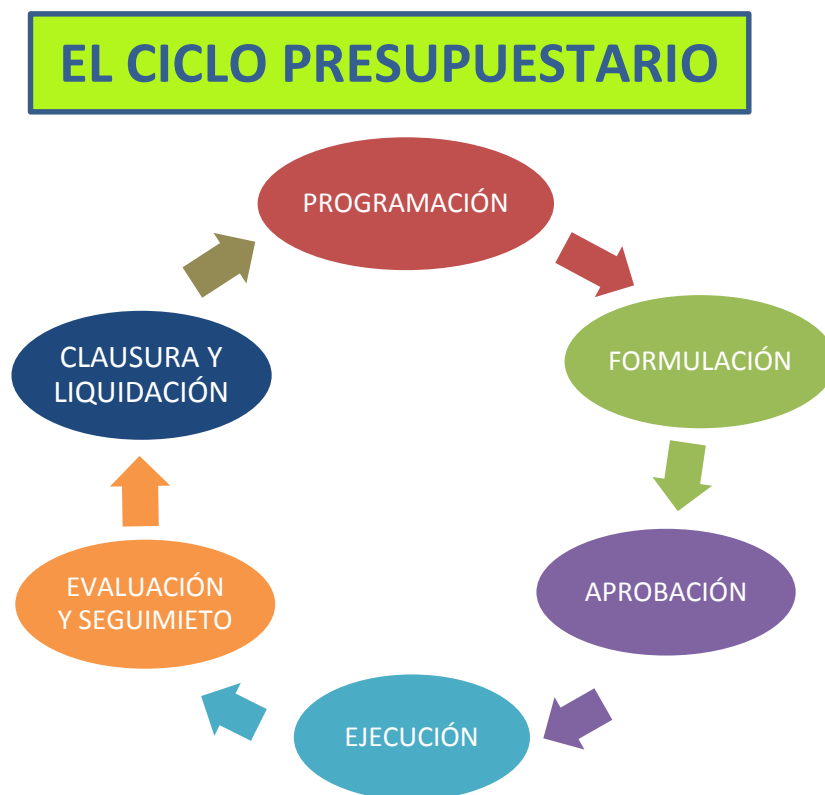 EL CICLO PRESUPUESTARIO
PROGRAMACIÓN
FORMULACIÓN
APROBACIÓN
EJECUCIÓN
EVALUACIÓN
Y SEGUIMIETO
CLAUSURA Y
LIQUIDACIÓN